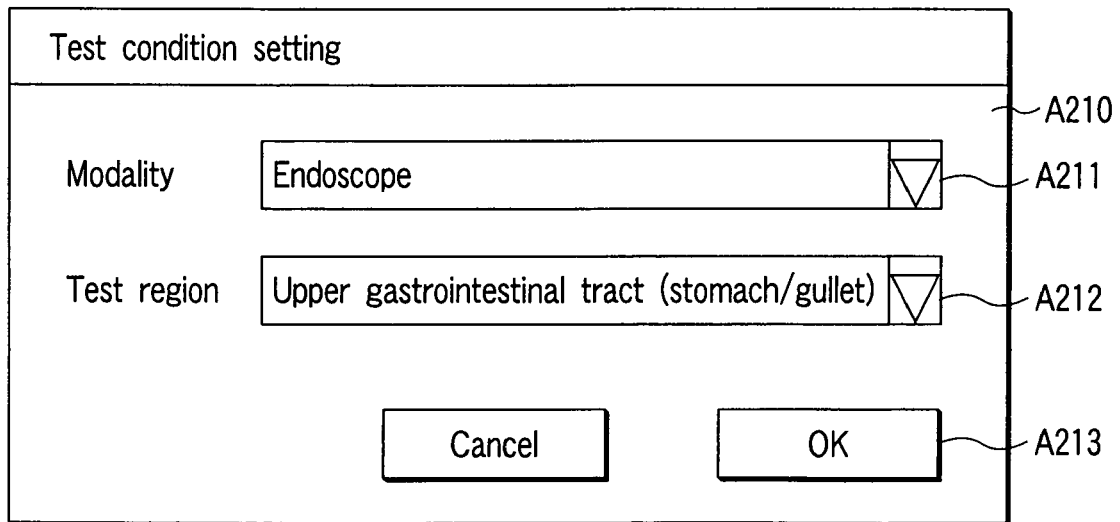 Test condition setting
A210
Modality Endoscope A211
Test region Upper gastrointestinal tract (stomach/gullet) A212
Cancel OK A213